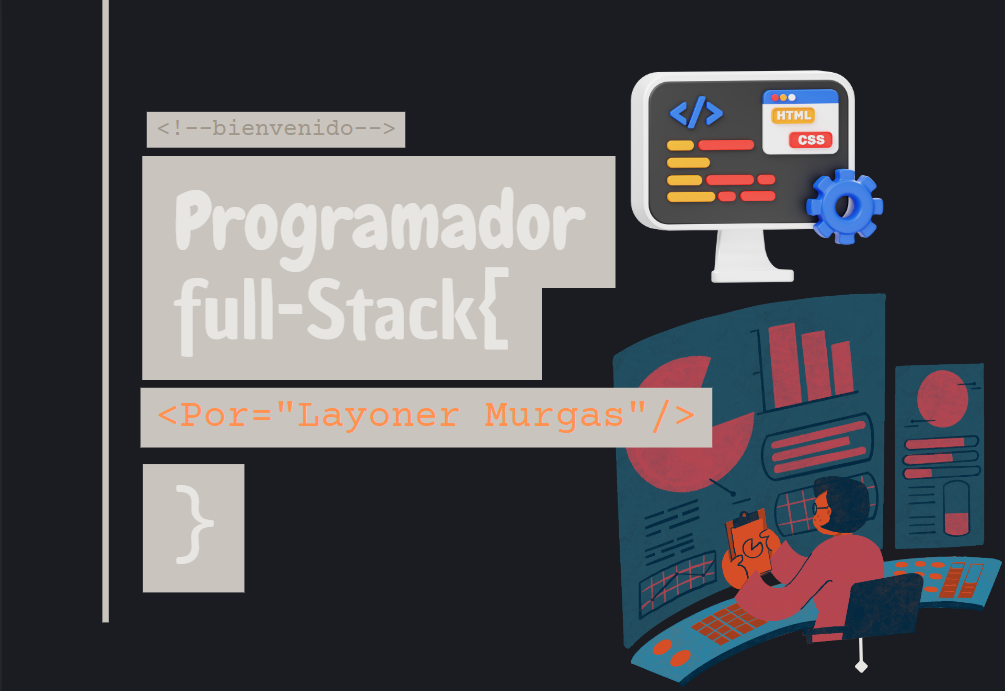 <!--bienvenido-->
Programador
full-Stack{
<Por="Layoner Murgas"/>
}
</>
HTML
CSS